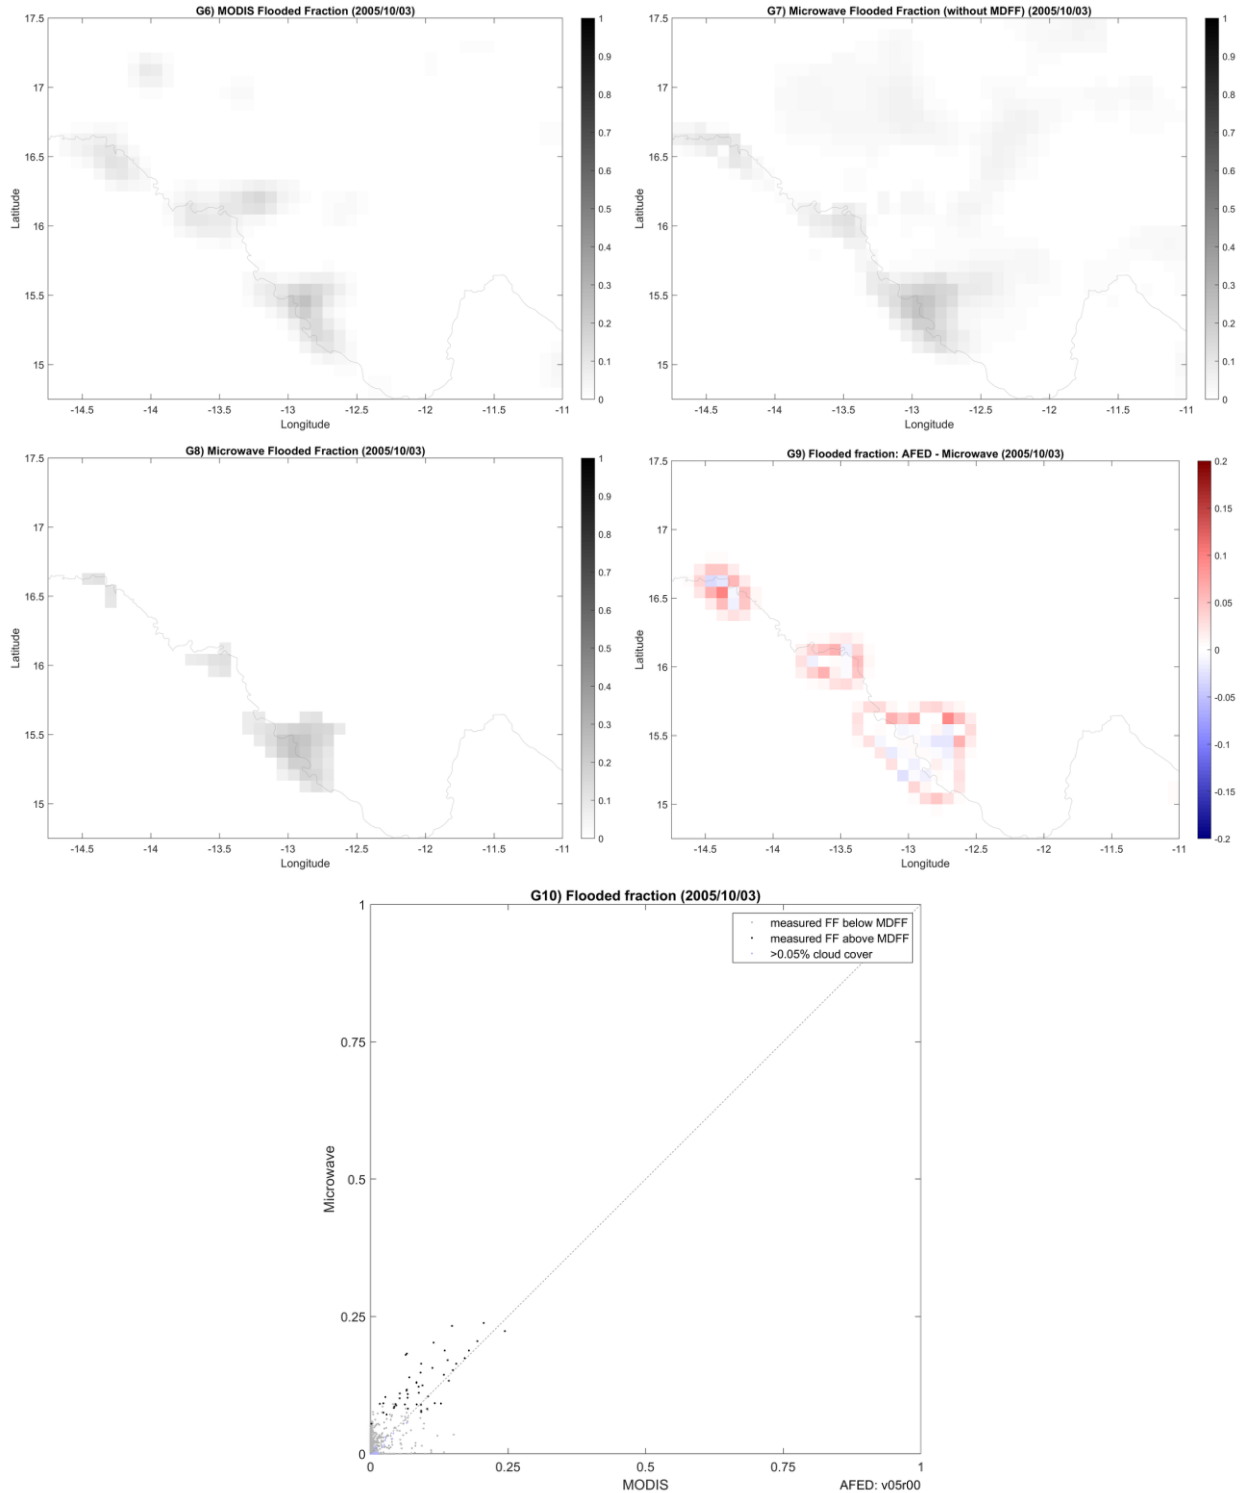 G6) MODIS Flooded Fraction (2005/10/03)
17.5
17
16.5
16
15.5
15
Latitude
-14.5 -14 -13.5 -13 -12.5 -12 -11.5 -11
Longitude
1
0.9
0.8
0.7
0.6
0.5
0.4
0.3
0.2
0.1
0
G7) Microwave Flooded Fraction (without MDFF) (2005/10/03)
17.5
17
16.5
16
15.5
15
Latitude
-14.5 -14 -13.5 -13 -12.5 -12 -11.5 -11
Longitude
1
0.9
0.8
0.7
0.6
0.5
0.4
0.3
0.2
0.1
0
G8) Microwave Flooded Fraction (2005/10/03)
17.5
17
16.5
16
15.5
15
Latitude
-14.5 -14 -13.5 -13 -12.5 -12 -11.5 -11
Longitude
1
0.9
0.8
0.7
0.6
0.5
0.4
0.3
0.2
0.1
0
G9) Flooded fraction: AFED - Microwave (2005/10/03)
17.5
17
16.5
16
15.5
15
Latitude
-14.5 -14 -13.5 -13 -12.5 -12 -11.5 -11
Longitude
0.2
0.15
0.1
0.05
0
-0.05
-0.1
-0.15
-0.2
G10) Flooded fraction (2005/10/03)
measured FF below MDFF
measured FF above MDFF
>0.05% cloud cover
1
0.75
0.5
0.25
0
Microwave
0 0.25 0.5 0.75 1
MODIS
AFED: v05r00